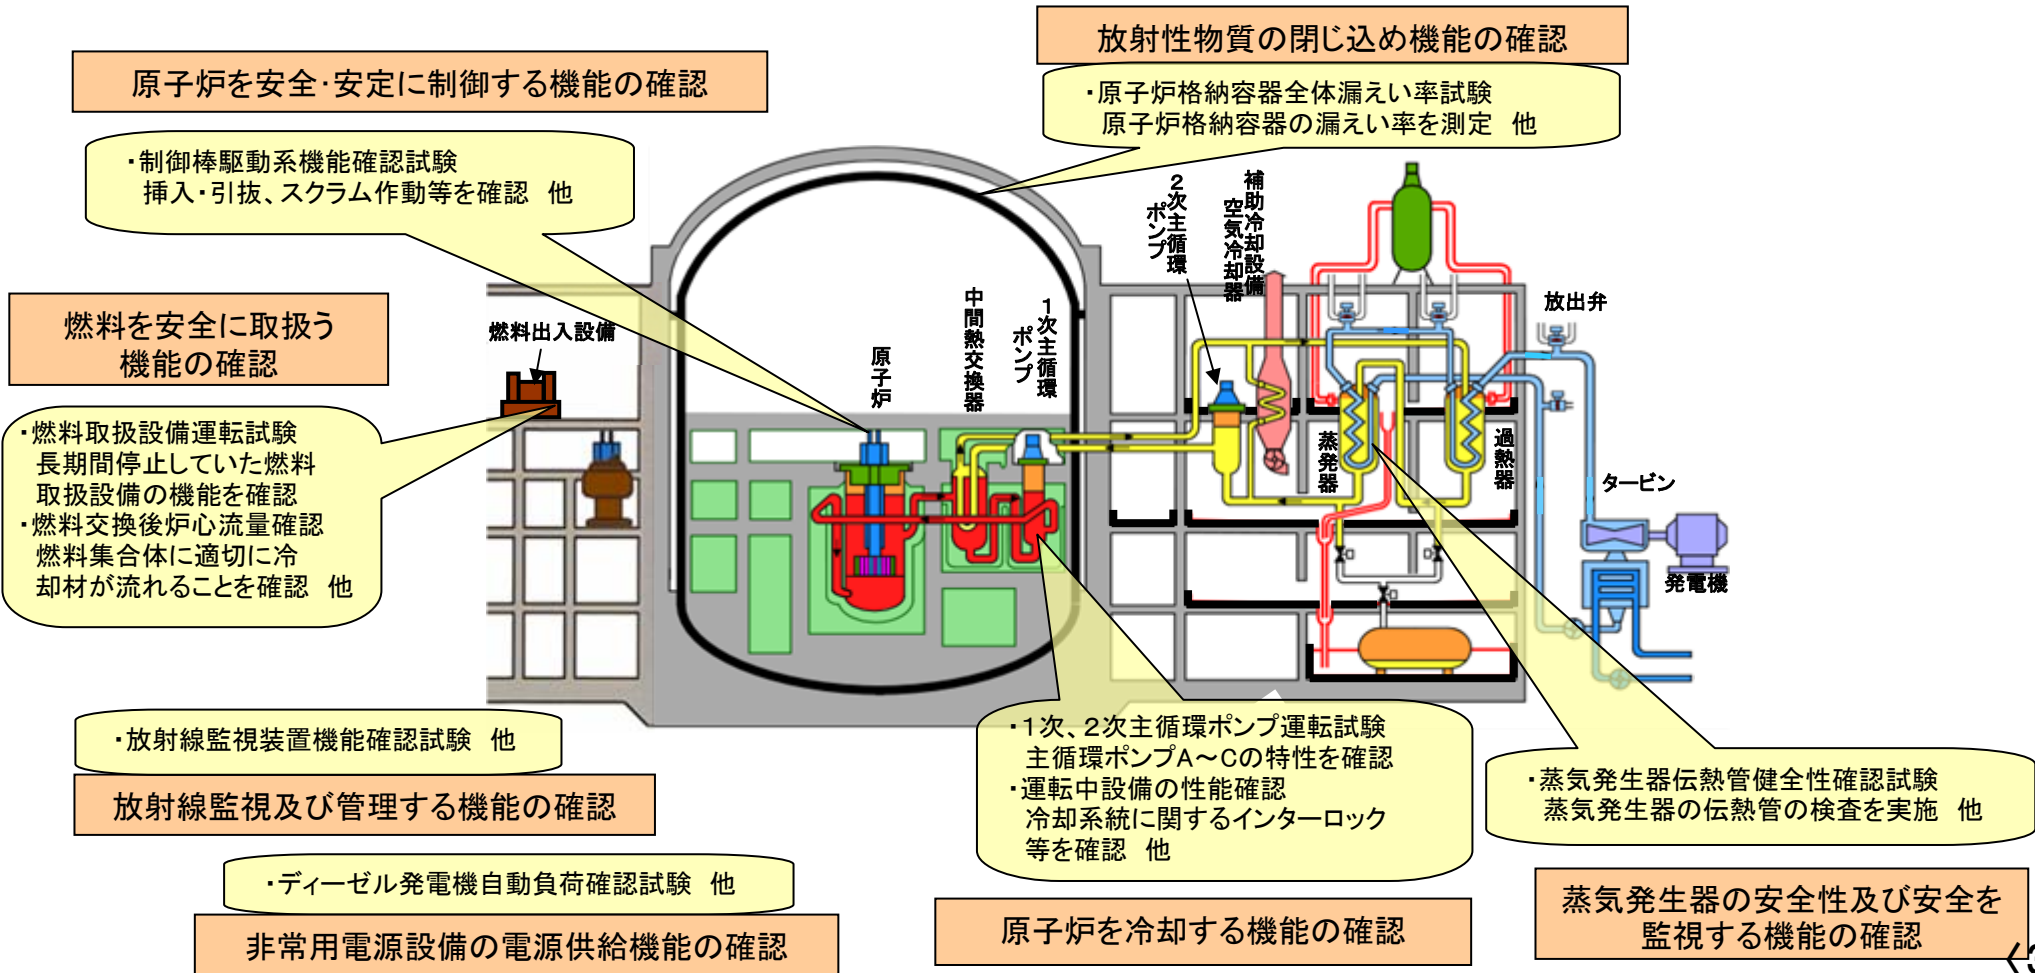 放射性物質の閉じ込め機能の確認
・原子炉格納容器全体漏えい率試験
原子炉格納容器の漏えい率を測定 他
原子炉を安全・安定に制御する機能の確認
・制御棒駆動系機能確認試験
挿入・引抜、スクラム作動等を確認 他
燃料を安全に取扱う
機能の確認
・燃料取扱設備運転試験
長期間停止していた燃料
取扱設備の機能を確認
・燃料交換後炉心流量確認
燃料集合体に適切に冷
却材が流れることを確認 他
燃料出入設備
原子炉
中間熱交換器
1次主循環
ポンプ
2次主循環
ポンプ
補助冷却設備
空気冷却器
蒸発器
過熱器
放出弁
タービン
発電機
・放射線監視装置機能確認試験 他
放射線監視及び管理する機能の確認
・ディーゼル発電機自動負荷確認試験 他
非常用電源設備の電源供給機能の確認
・1次、2次主循環ポンプ運転試験
主循環ポンプA～Cの特性を確認
・運転中設備の性能確認
冷却系統に関するインターロック
等を確認 他
原子炉を冷却する機能の確認
・蒸気発生器伝熱管健全性確認試験
蒸気発生器の伝熱管の検査を実施 他
蒸気発生器の安全性及び安全を
監視する機能の確認